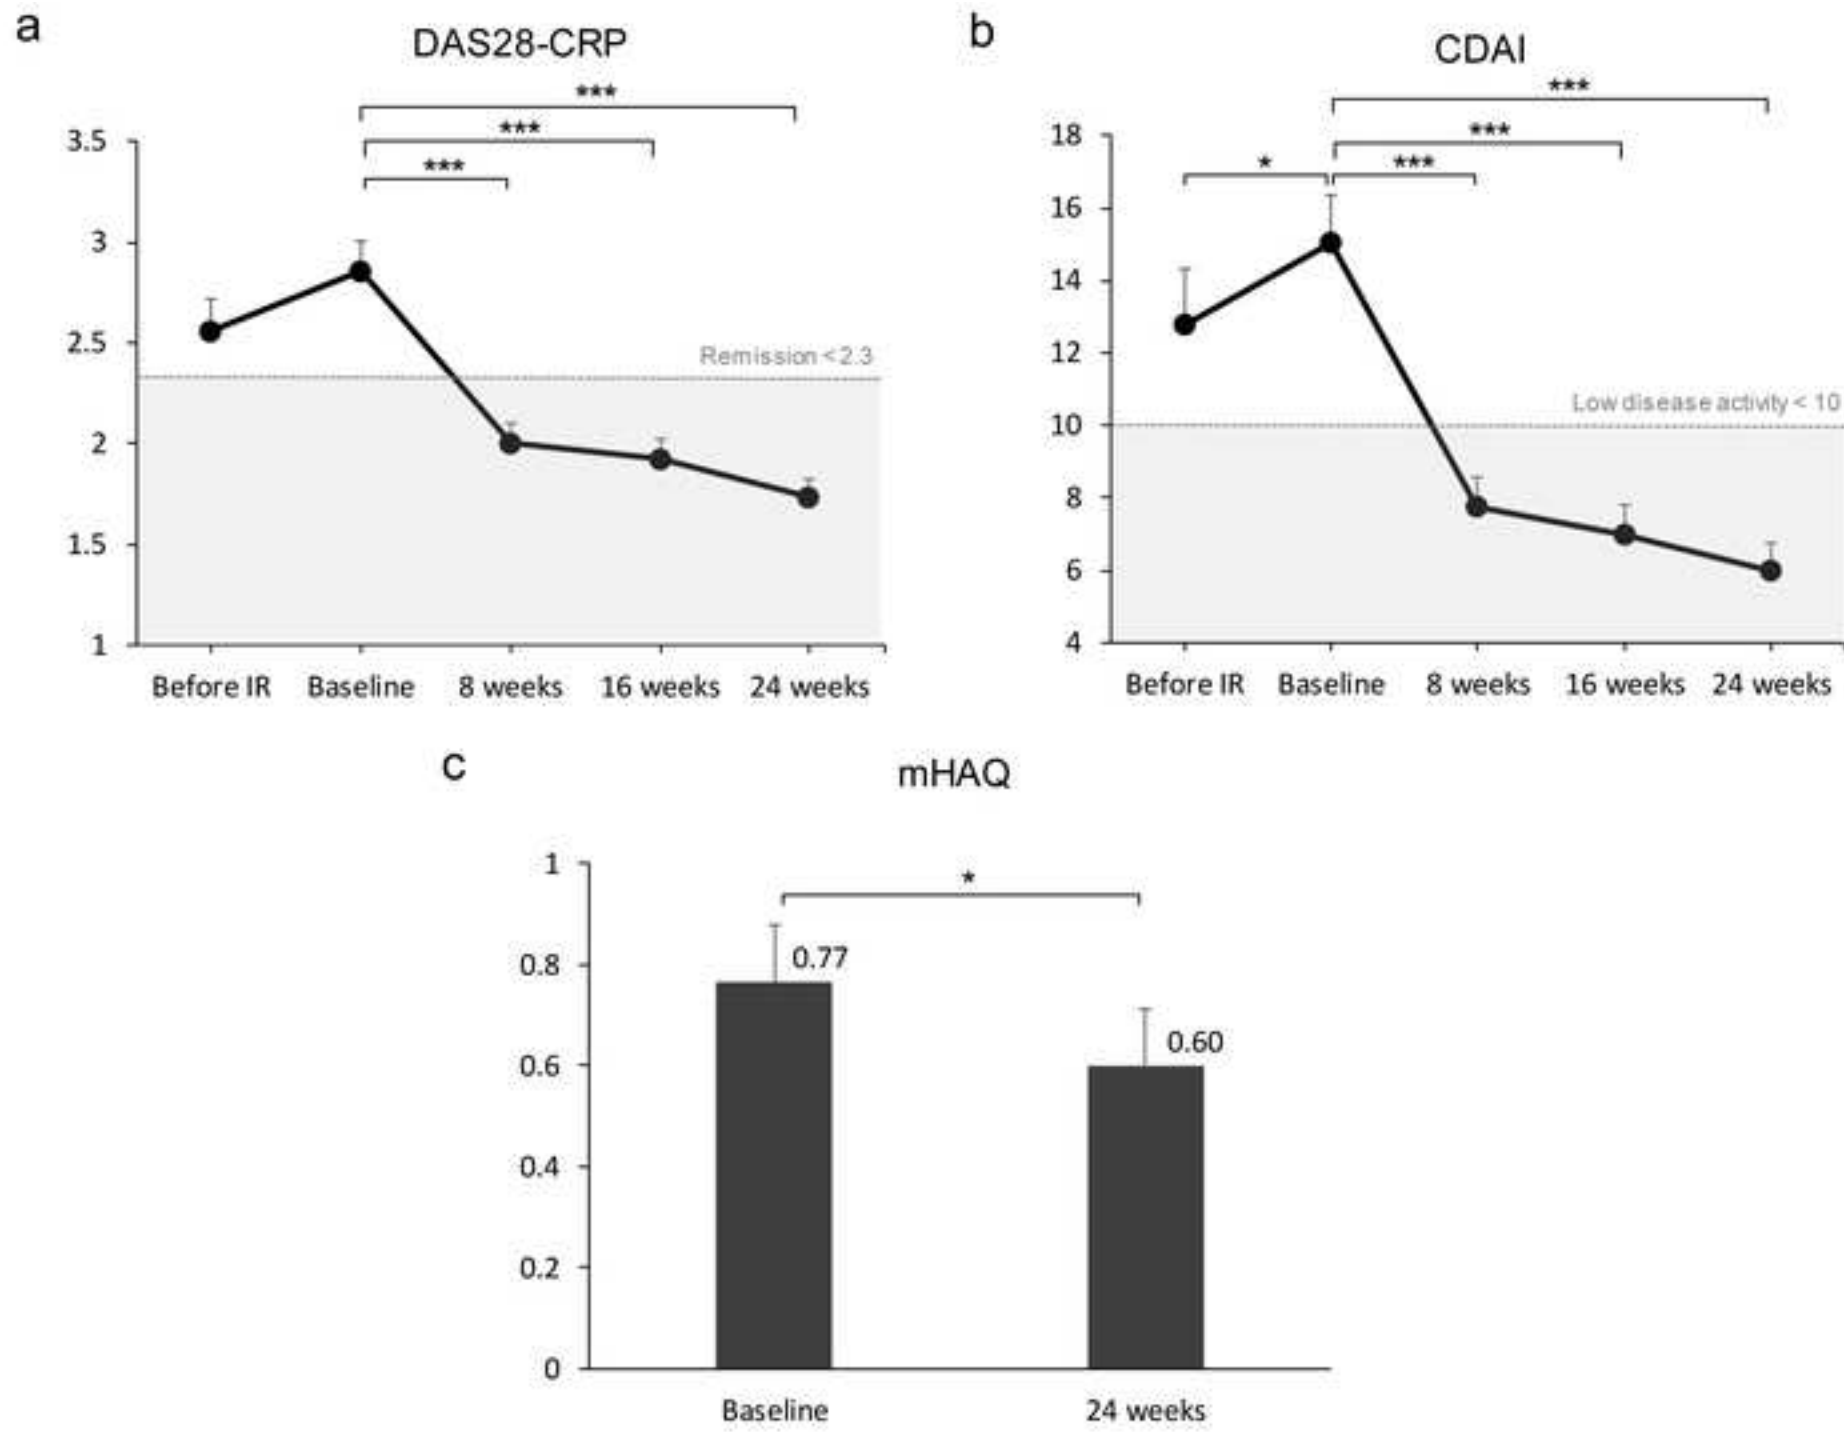 a
DAS28-CRP
***
***
***
3.5
3
2.5
2
1.5
1
Remission <2.3
Before IR Baseline 8 weeks 16 weeks 24 weeks
b
CDAI
***
***
* ***
18
16
14
12
10
8
6
4
Low disease activity < 10
Before IR Baseline 8 weeks 16 weeks 24 weeks
c
mHAQ
*
1
0.8
0.6
0.4
0.2
0
0.77
0.60
Baseline 24 weeks